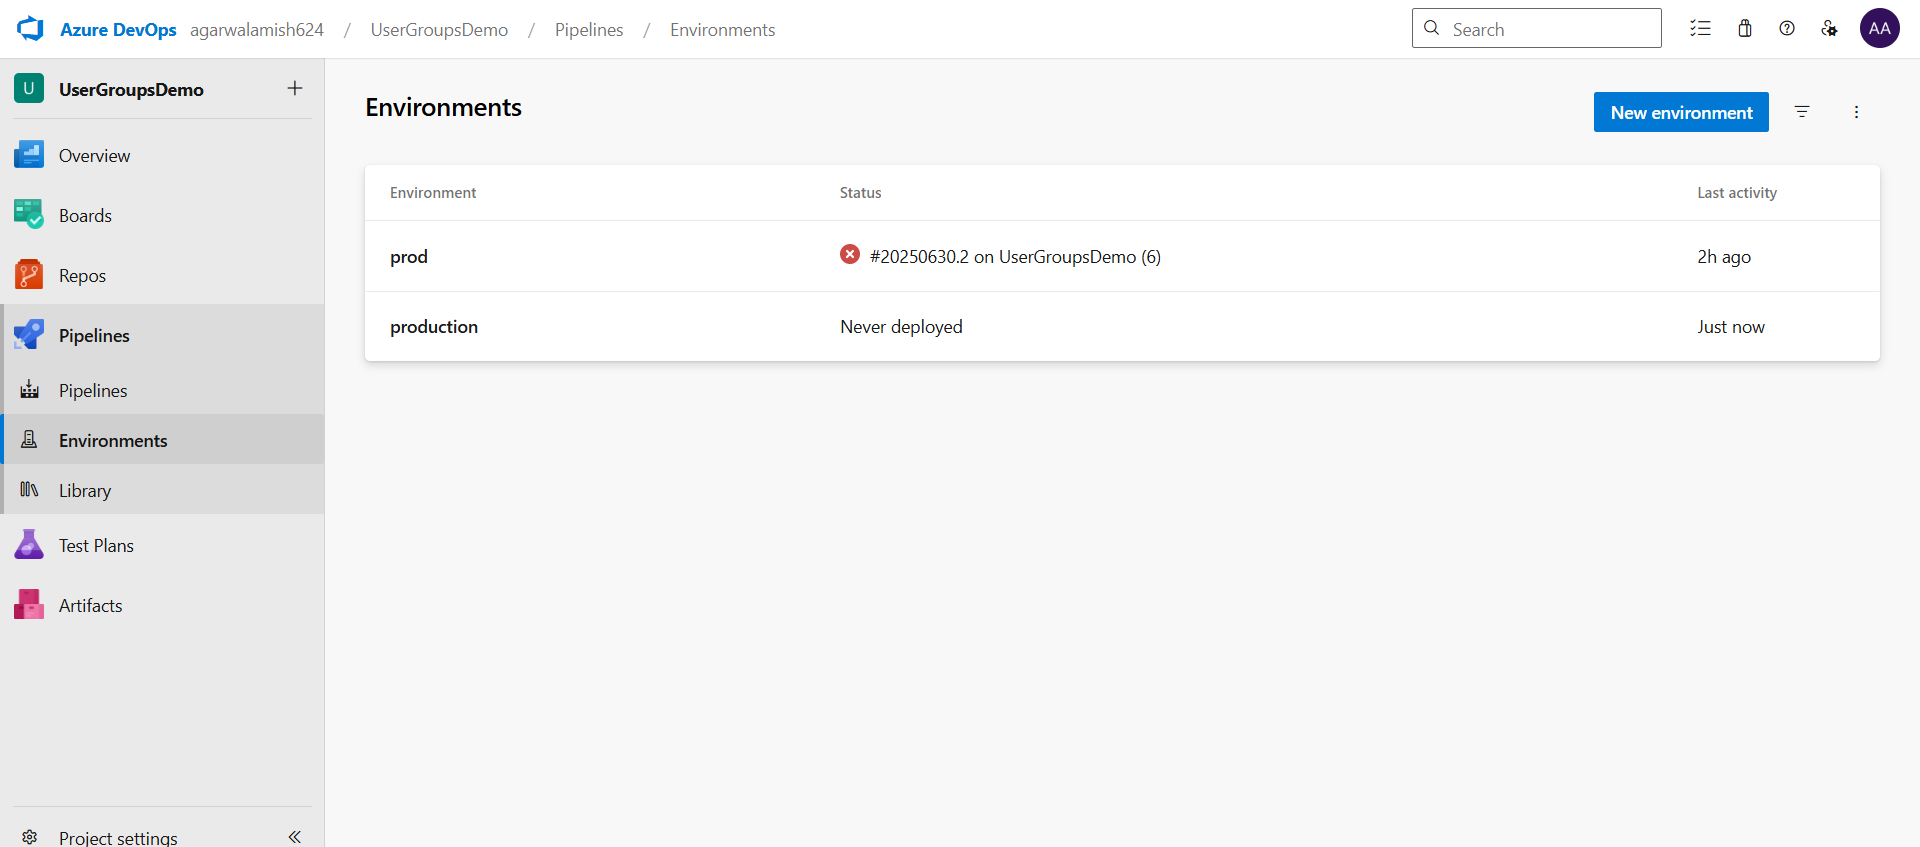 Azure DevOps agarwalamish624 / UserGroupsDemo / Pipelines / Environments
Search
AA
U UserGroupsDemo
Overview
Boards
Repos
Pipelines
Pipelines
Environments
Library
Test Plans
Artifacts
Project settings
Environments
New environment
Environment Status Last activity
prod #20250630.2 on UserGroupsDemo (6) 2h ago
production Never deployed Just now